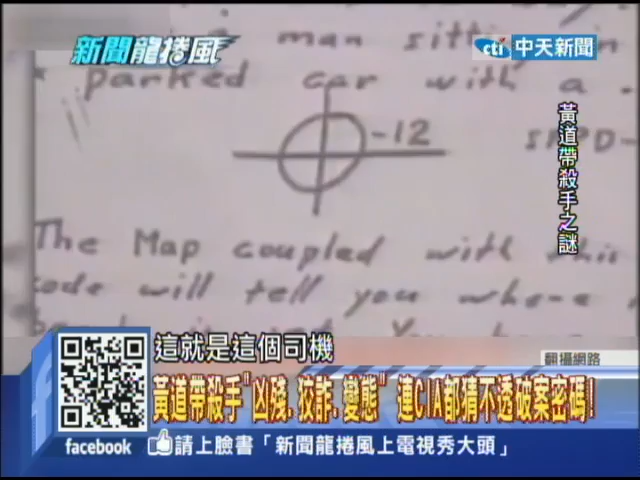 新聞龍捲風
cti 中天新聞
man sitting in
parked car with a .
-12
The Map coupled with this
code will tell you whe-e
黃道帶殺手之謎
翻攝網路
這就是這個司機
黃道帶殺手"凶殘.狡詐.變態" 連CIA都猜不透破案密碼!
facebook
請上臉書「新聞龍捲風上電視秀大頭」